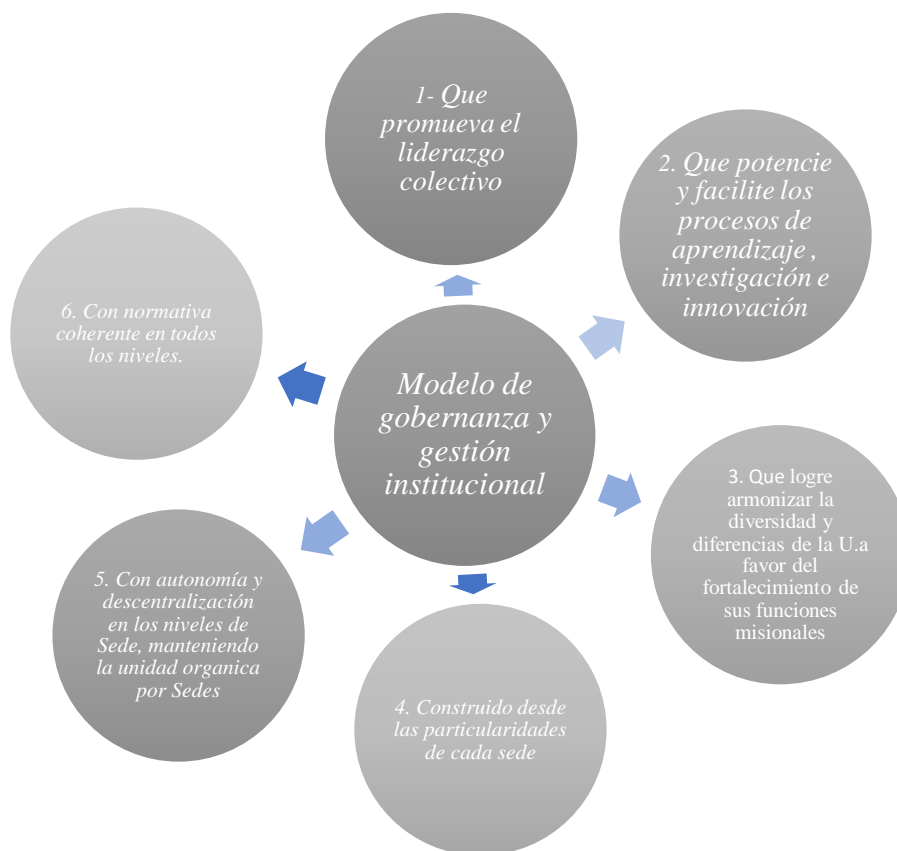 1- Que
promueva el
liderazgo
colectivo
2. Que potencie
y facilite los
procesos de
aprendizaje ,
investigación e
innovación
6. Con normativa
coherente en todos
los niveles.
Modelo de
gobernanza y
gestión
institucional
3. Que logre
armonizar la
diversidad y
diferencias de la U.a
favor del
fortalecimiento de
sus funciones
misionales
5. Con autonomía y
descentralización
en los niveles de
Sede, manteniendo
la unidad organica
por Sedes
4. Construido desde
las particularidades
de cada sede